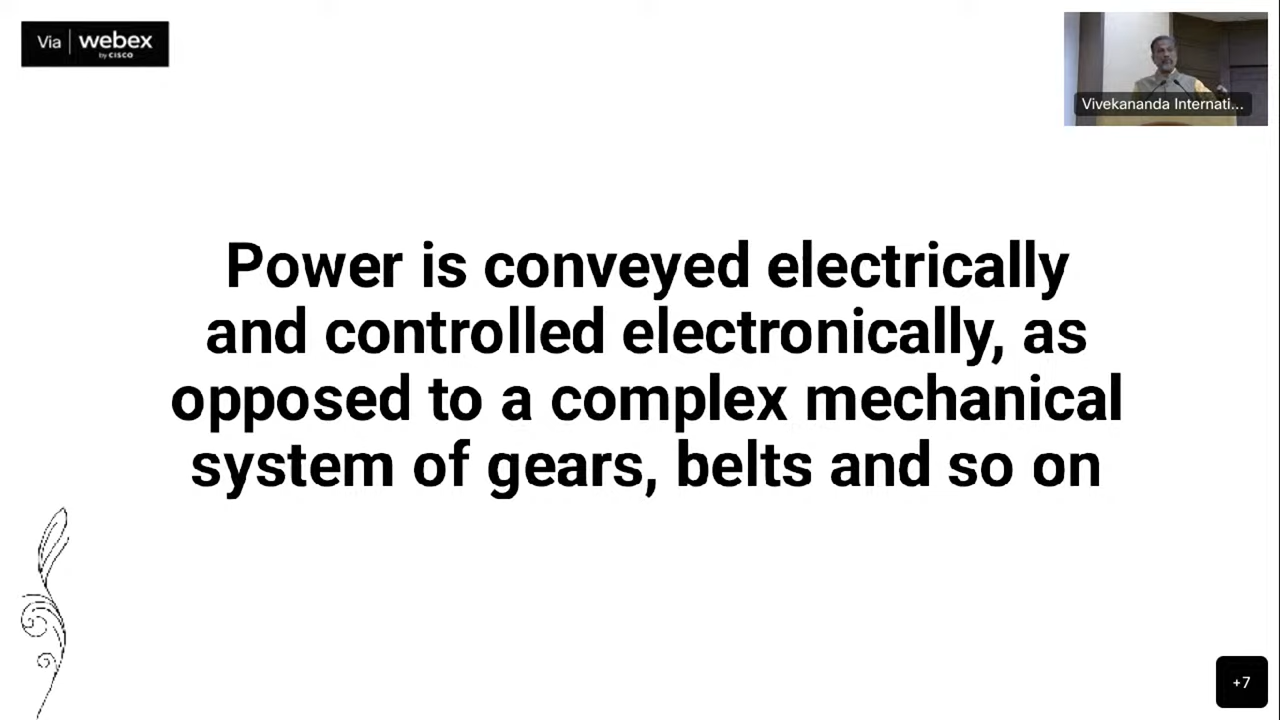 Via webex
by CISCO
Vivekananda Internati...
Power is conveyed electrically
and controlled electronically, as
opposed to a complex mechanical
system of gears, belts and so on
+7